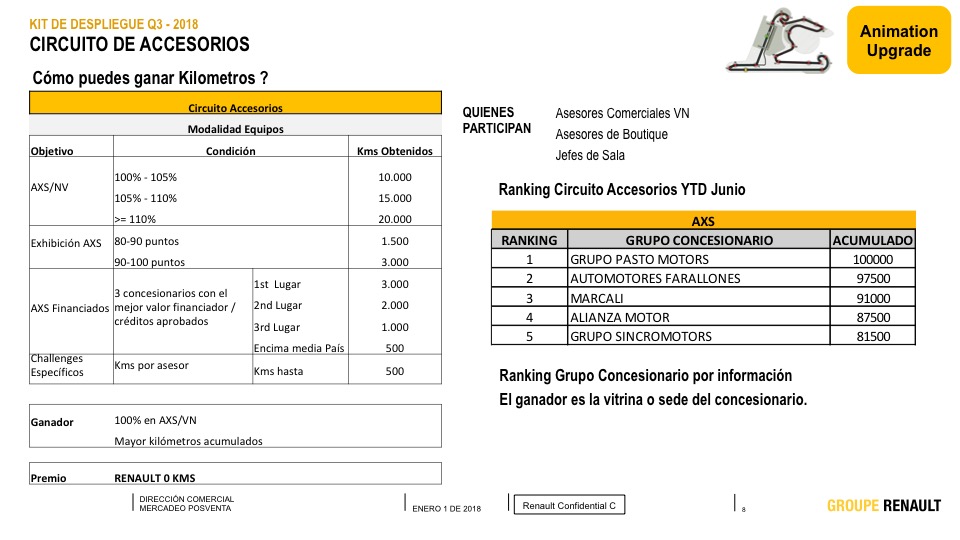 KIT DE DESPLIEGUE Q3 - 2018
CIRCUITO DE ACCESORIOS
Animation
Upgrade
Cómo puedes ganar Kilometros ?
Circuito Accesorios
Modalidad Equipos
Objetivo Condición Kms Obtenidos
AXS/NV
100% - 105% 10.000
105% - 110% 15.000
>= 110% 20.000
Exhibición AXS
80-90 puntos 1.500
90-100 puntos 3.000
AXS Financiados
3 concesionarios con el
mejor valor financiador /
créditos aprobados
1st Lugar 3.000
2nd Lugar 2.000
3rd Lugar 1.000
Encima media País 500
Challenges
Específicos
Kms por asesor Kms hasta 500
Ganador
100% en AXS/VN
Mayor kilómetros acumulados
Premio RENAULT 0 KMS
QUIENES
PARTICIPAN
Asesores Comerciales VN
Asesores de Boutique
Jefes de Sala
Ranking Circuito Accesorios YTD Junio
AXS
RANKING GRUPO CONCESIONARIO ACUMULADO
1 GRUPO PASTO MOTORS 100000
2 AUTOMOTORES FARALLONES 97500
3 MARCALI 91000
4 ALIANZA MOTOR 87500
5 GRUPO SINCROMOTORS 81500
Ranking Grupo Concesionario por información
El ganador es la vitrina o sede del concesionario.
DIRECCIÓN COMERCIAL
MERCADEO POSVENTA
ENERO 1 DE 2018
Renault Confidential C
8
GROUPE RENAULT